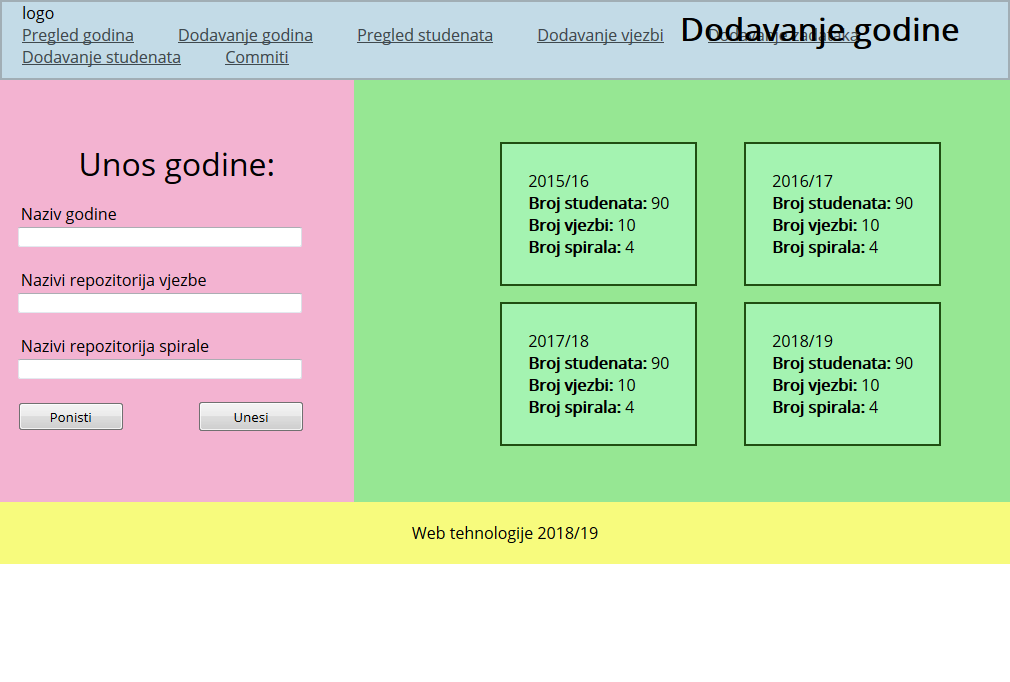 logo
Pregled godina Dodavanje godina Pregled studenata Dodavanje vjezbi Dodavanje zadataka
Dodavanje studenata Commiti
Dodavanje godine
Unos godine:
Naziv godine
Nazivi repozitorija vjezbe
Nazivi repozitorija spirale
Ponisti Unesi
2015/16
Broj studenata: 90
Broj vjezbi: 10
Broj spirala: 4
2016/17
Broj studenata: 90
Broj vjezbi: 10
Broj spirala: 4
2017/18
Broj studenata: 90
Broj vjezbi: 10
Broj spirala: 4
2018/19
Broj studenata: 90
Broj vjezbi: 10
Broj spirala: 4
Web tehnologije 2018/19